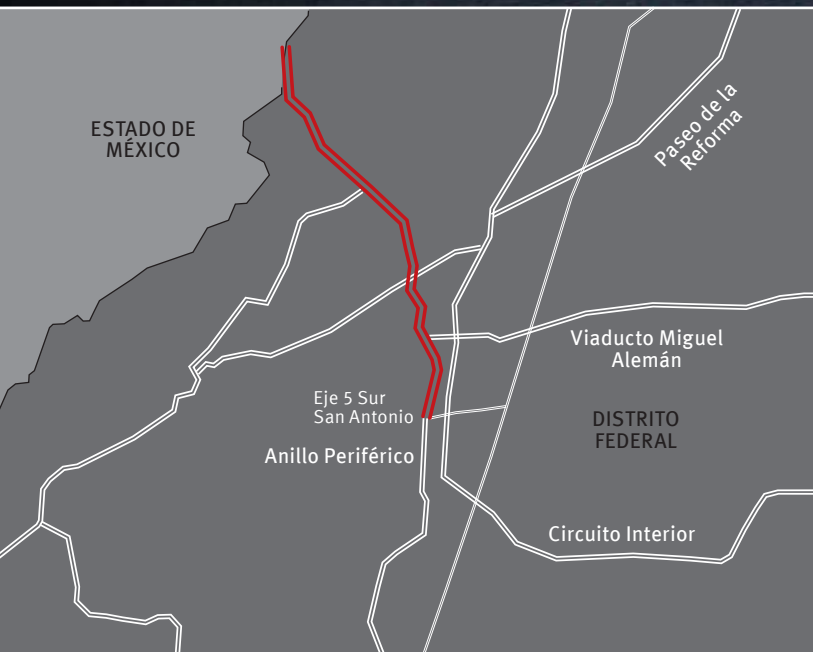 ESTADO DE
MÉXICO
Paseo de la
Reforma
Viaducto Miguel
Alemán
Eje 5 Sur
San Antonio
DISTRITO
FEDERAL
Anillo Periférico
Circuito Interior